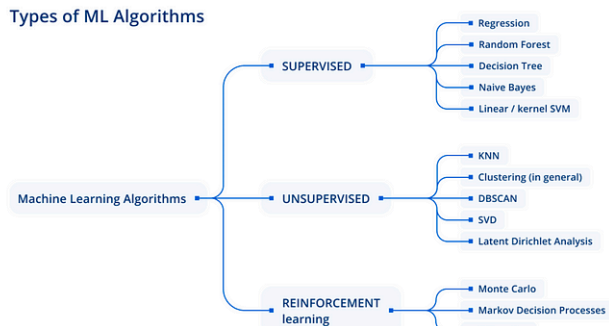 Types of ML Algorithms
Machine Learning Algorithms
SUPERVISED
Regression
Random Forest
Decision Tree
Naive Bayes
Linear / kernel SVM
UNSUPERVISED
KNN
Clustering (in general)
DBSCAN
SVD
Latent Dirichlet Analysis
REINFORCEMENT
learning
Monte Carlo
Markov Decision Processes